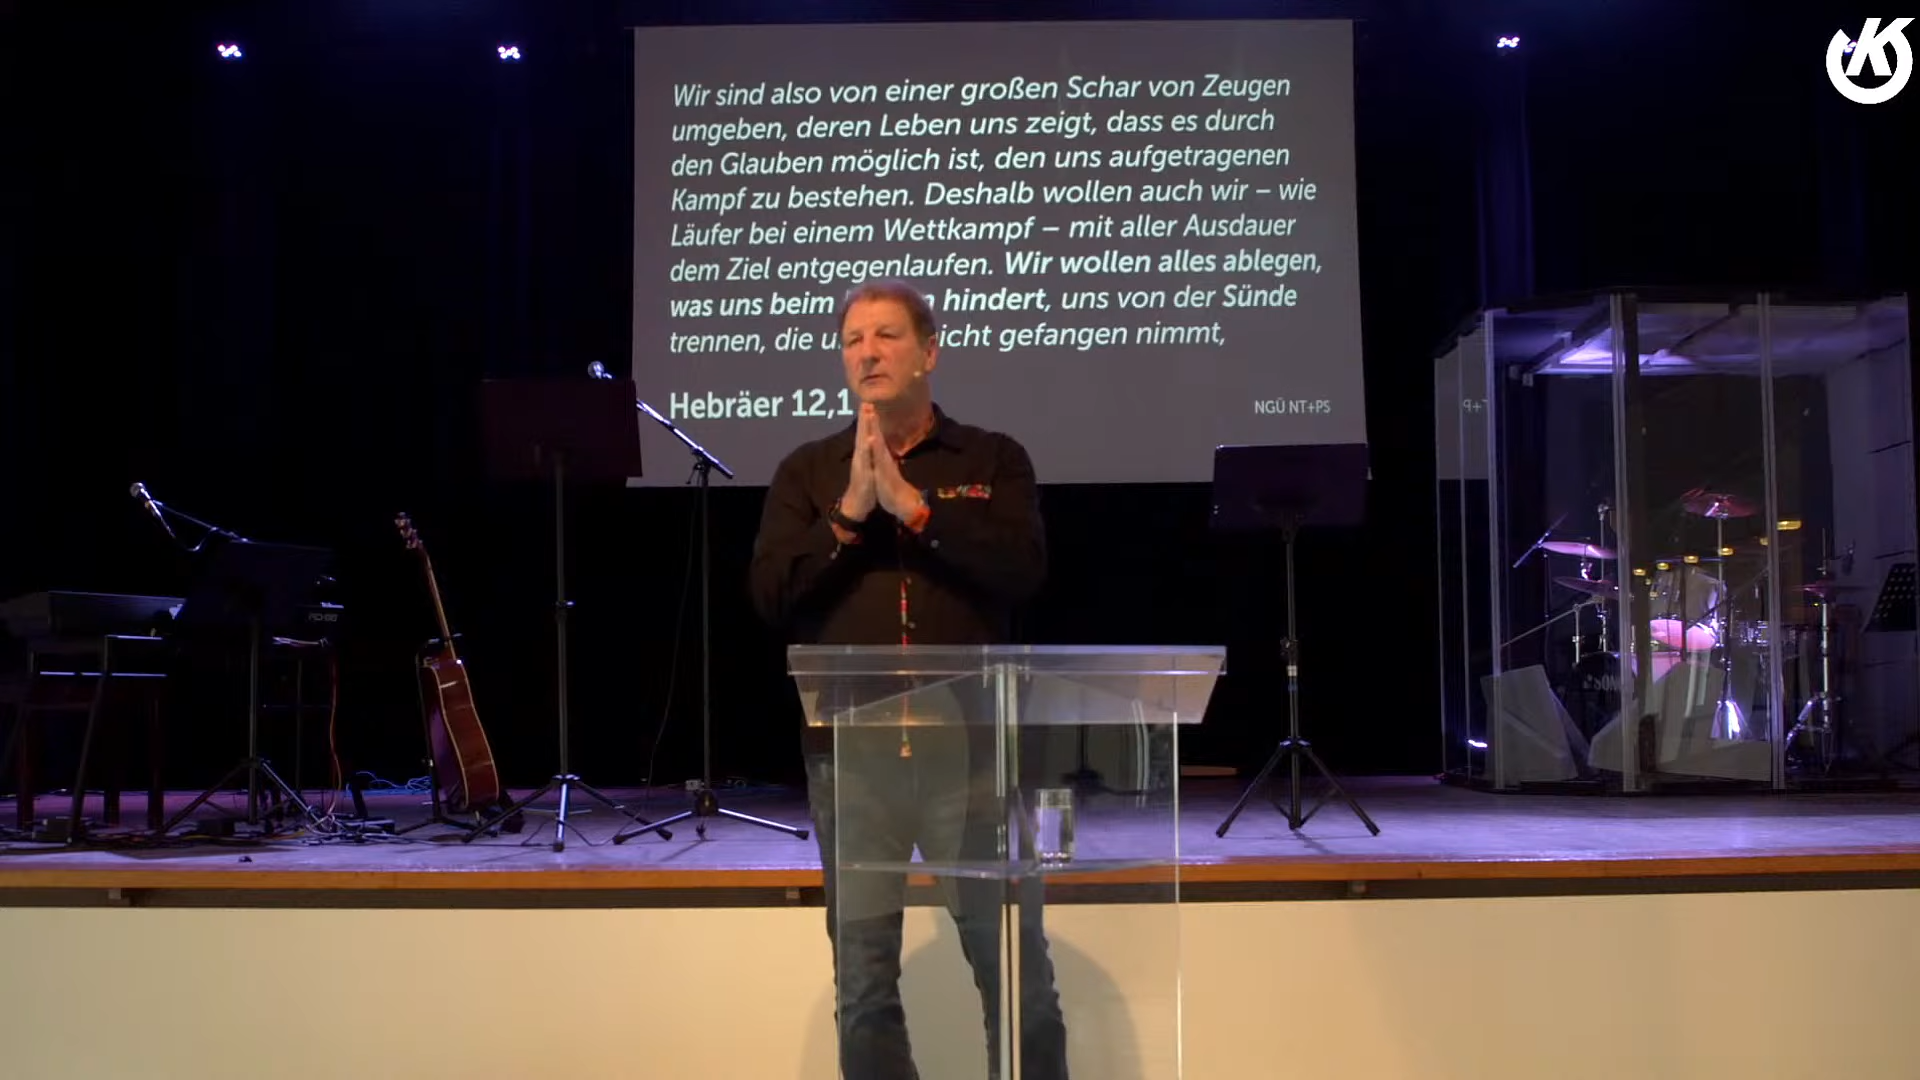 Wir sind also von einer großen Schar von Zeugen
umgeben, deren Leben uns zeigt, dass es durch
den Glauben möglich ist, den uns aufgetragenen
Kampf zu bestehen. Deshalb wollen auch wir – wie
Läufer bei einem Wettkampf – mit aller Ausdauer
dem Ziel entgegenlaufen. Wir wollen alles ablegen,
was uns beim hindert, uns von der Sünde
trennen, die gefangen nimmt,
Hebräer 12,1
NGÜ NT+PS